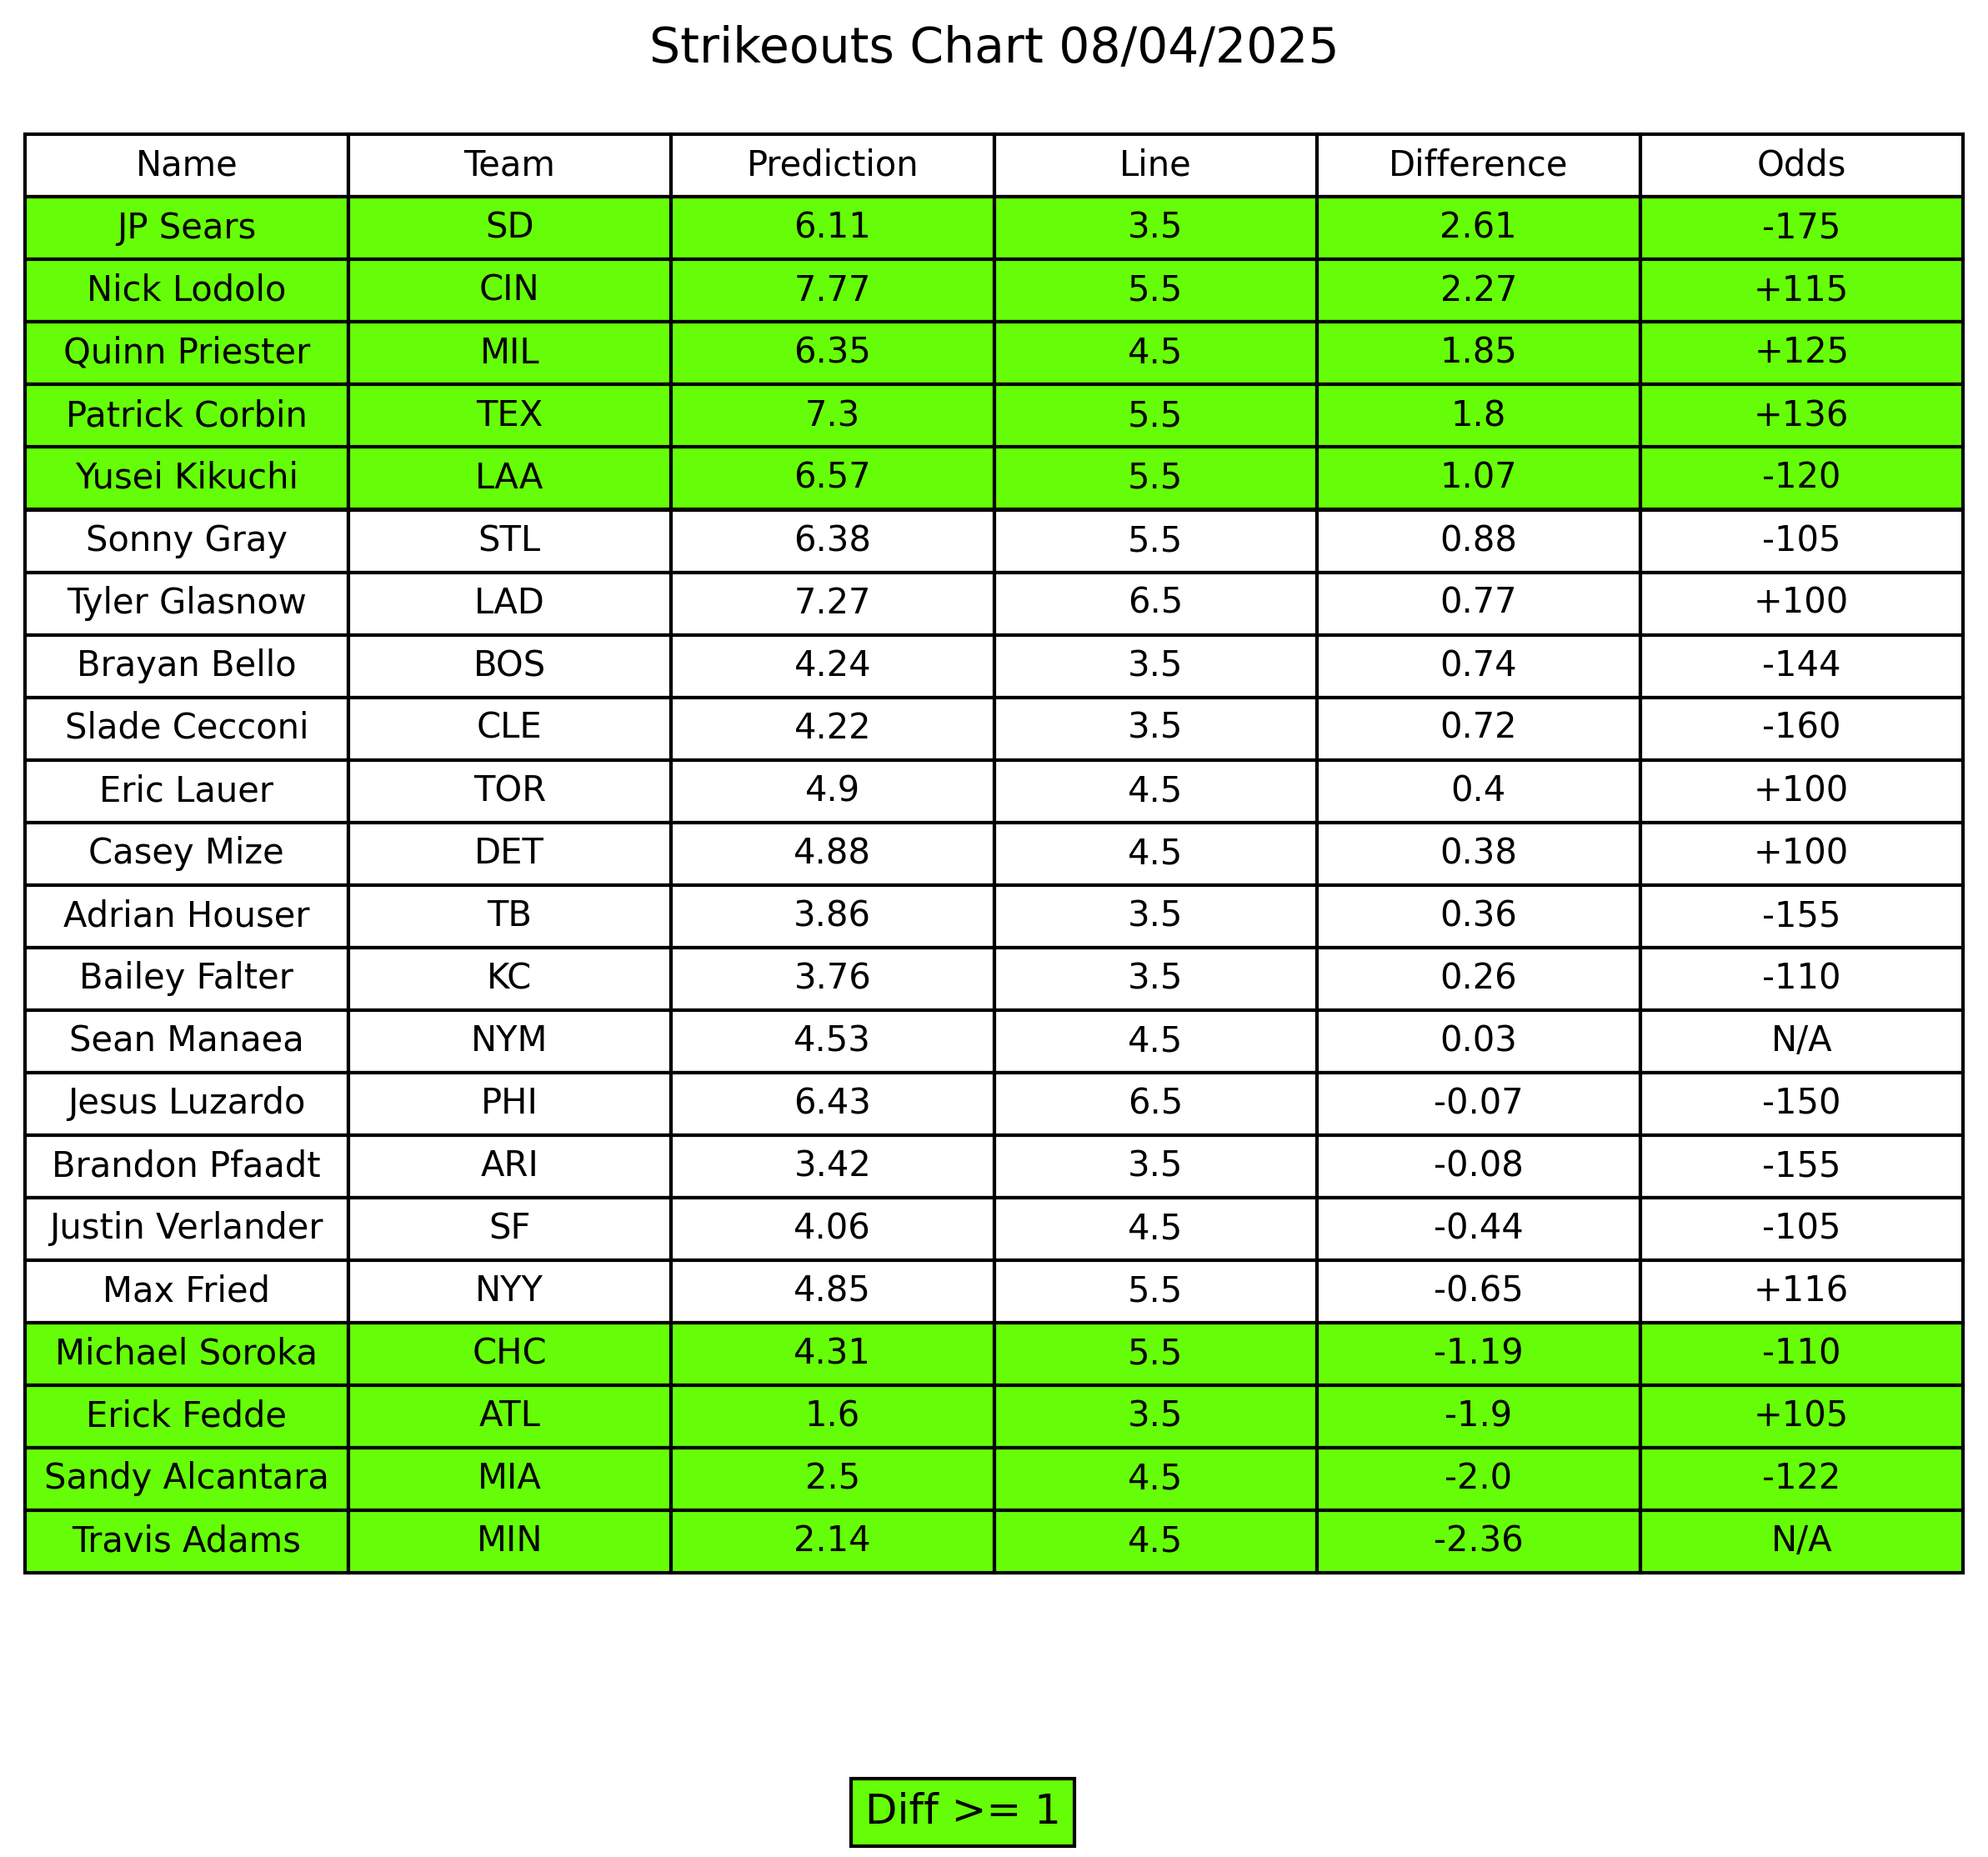 Strikeouts Chart 08/04/2025
Name Team Prediction Line Difference Odds
JP Sears SD 6.11 3.5 2.61 -175
Nick Lodolo CIN 7.77 5.5 2.27 +115
Quinn Priester MIL 6.35 4.5 1.85 +125
Patrick Corbin TEX 7.3 5.5 1.8 +136
Yusei Kikuchi LAA 6.57 5.5 1.07 -120
Sonny Gray STL 6.38 5.5 0.88 -105
Tyler Glasnow LAD 7.27 6.5 0.77 +100
Brayan Bello BOS 4.24 3.5 0.74 -144
Slade Cecconi CLE 4.22 3.5 0.72 -160
Eric Lauer TOR 4.9 4.5 0.4 +100
Casey Mize DET 4.88 4.5 0.38 +100
Adrian Houser TB 3.86 3.5 0.36 -155
Bailey Falter KC 3.76 3.5 0.26 -110
Sean Manaea NYM 4.53 4.5 0.03 N/A
Jesus Luzardo PHI 6.43 6.5 -0.07 -150
Brandon Pfaadt ARI 3.42 3.5 -0.08 -155
Justin Verlander SF 4.06 4.5 -0.44 -105
Max Fried NYY 4.85 5.5 -0.65 +116
Michael Soroka CHC 4.31 5.5 -1.19 -110
Erick Fedde ATL 1.6 3.5 -1.9 +105
Sandy Alcantara MIA 2.5 4.5 -2.0 -122
Travis Adams MIN 2.14 4.5 -2.36 N/A
Diff >= 1